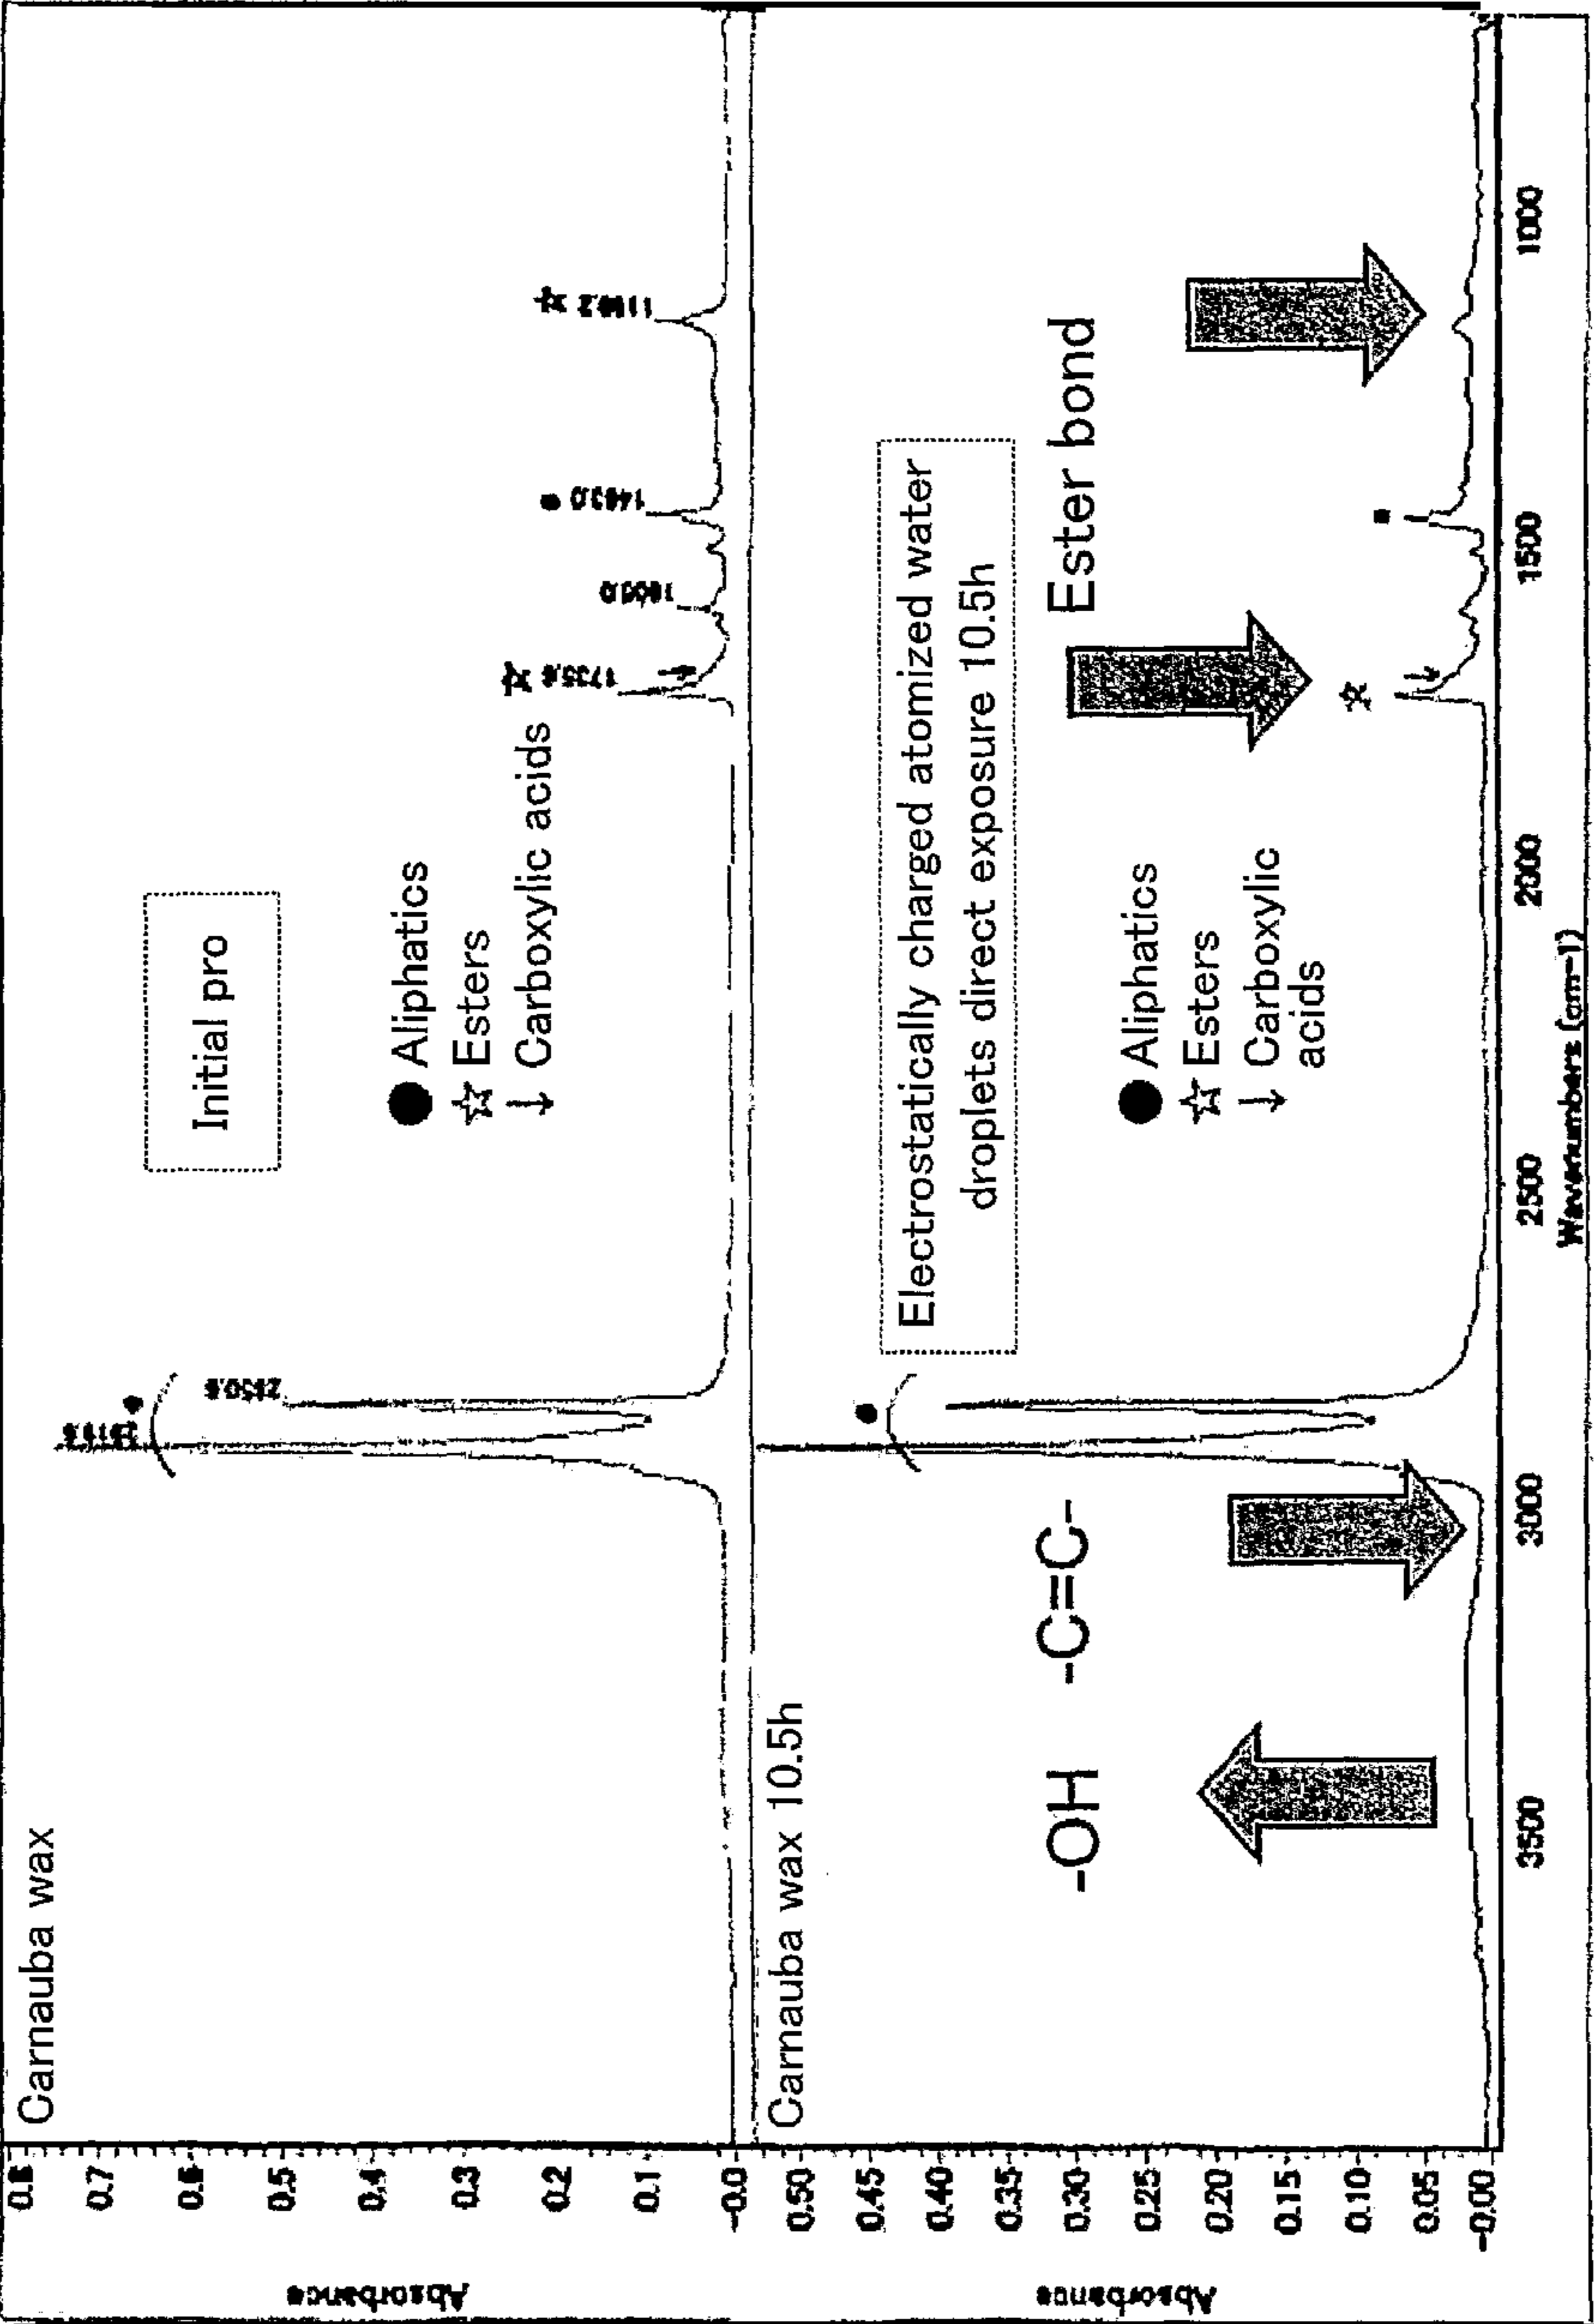 Carnauba wax
Initial pro
● Aliphatics
☆ Esters
↓ Carboxylic acids
1735.8 ☆
1463.0 ●
Absorbance
0.8
0.7
0.6
0.5
0.4
0.3
0.2
0.1
-0.0
Carnauba wax 10.5h
Electrostatically charged atomized water
droplets direct exposure 10.5h
● Aliphatics
☆ Esters
↓ Carboxylic
acids
-OH
-C=C-
Ester bond
Absorbance
0.50
0.45
0.40
0.35
0.30
0.25
0.20
0.15
0.10
0.05
-0.00
3500
3000
2500
2000
1500
1000
Wavenumbers (cm-1)